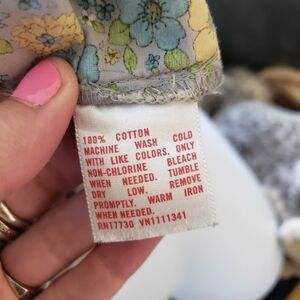 100% COTTON
MACHINE WASH COLD
WITH LIKE COLORS. ONLY
NON-CHLORINE BLEACH
WHEN NEEDED. TUMBLE
DRY LOW. REMOVE
PROMPTLY. WARM IRON
WHEN NEEDED.
RN17730 VN1111341